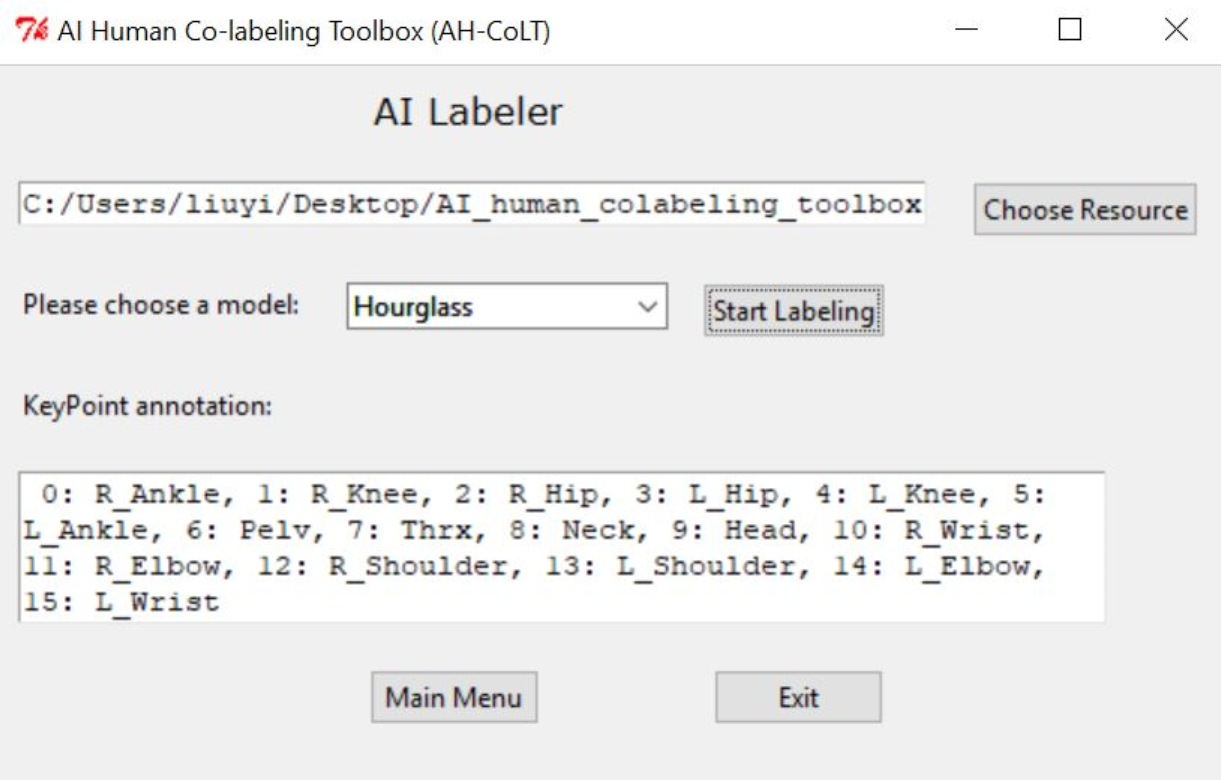 AI Human Co-labeling Toolbox (AH-CoLT)
AI Labeler
C:/Users/liuyi/Desktop/AI_human_colabeling_toolbox
Choose Resource
Please choose a model:
Hourglass
Start Labeling
KeyPoint annotation:
0: R_Ankle, 1: R_Knee, 2: R_Hip, 3: L_Hip, 4: L_Knee, 5:
L_Ankle, 6: Pelv, 7: Thrx, 8: Neck, 9: Head, 10: R_Wrist,
11: R_Elbow, 12: R_Shoulder, 13: L_Shoulder, 14: L_Elbow,
15: L_Wrist
Main Menu
Exit